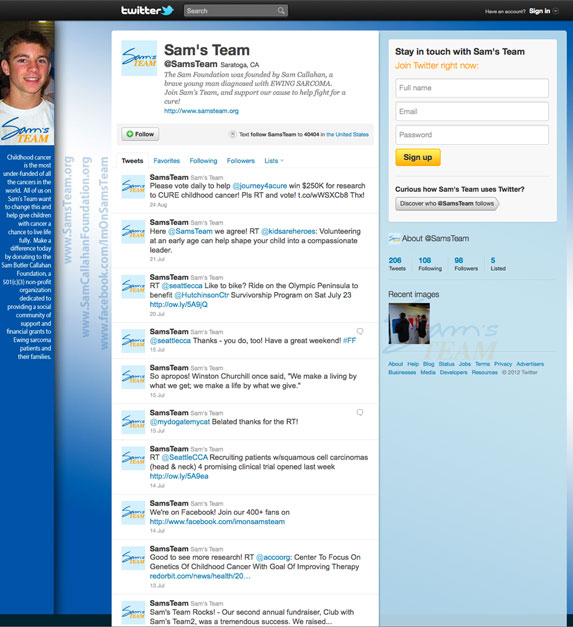 twitter
Search
Have an account? Sign in
Sam's
TEAM
Childhood cancer
is the most
under-funded of all
the cancers in the
world. All of us on
Sam's Team want
to change this and
help give children
with cancer a
chance to live life
fully. Make a
difference today
by donating to the
Sam Butler Callahan
Foundation, a
501(c)(3) non-profit
organization
dedicated to
providing a social
community of
support and
financial grants to
Ewing sarcoma
patients and
their families.
www.SamsTeam.org
www.SamCallahanFoundation.org
www.facebook.com/ImOnSamsTeam
Sam's
TEAM
Sam's Team
@SamsTeam Saratoga, CA
The Sam Foundation was founded by Sam Callahan, a
brave young man diagnosed with EWING SARCOMA.
Join Sam's Team, and support our cause to help fight for a
cure!
http://www.samsteam.org
Follow
Text follow SamsTeam to 40404 in the United States
Tweets Favorites Following Followers Lists
SamsTeam Sam's Team
Please vote daily to help @journey4acure win $250K for research
to CURE childhood cancer! Pls RT and vote! t.co/wWSXCb8 Thx!
24 Aug
SamsTeam Sam's Team
Here @SamsTeam we agree! RT @kidsareheroes: Volunteering
at an early age can help shape your child into a compassionate
leader.
21 Jul
SamsTeam Sam's Team
RT @seattlecca Like to bike? Ride on the Olympic Peninsula to
benefit @HutchinsonCtr Survivorship Program on Sat July 23
http://ow.ly/5A9jQ
20 Jul
SamsTeam Sam's Team
@seattlecca Thanks - you do, too! Have a great weekend! #FF
15 Jul
SamsTeam Sam's Team
So apropos! Winston Churchill once said, "We make a living by
what we get; we make a life by what we give."
15 Jul
SamsTeam Sam's Team
@mydogatemycat Belated thanks for the RT!
15 Jul
SamsTeam Sam's Team
RT @SeattleCCA Recruiting patients w/squamous cell carcinomas
(head & neck) 4 promising clinical trial opened last week
http://ow.ly/5A9ea
14 Jul
SamsTeam Sam's Team
We're on Facebook! Join our 400+ fans on
http://www.facebook.com/imonsamsteam
14 Jul
SamsTeam Sam's Team
Good to see more research! RT @accoorg: Center To Focus On
Genetics Of Childhood Cancer With Goal Of Improving Therapy
redorbit.com/news/health/20…
13 Jul
SamsTeam Sam's Team
Sam's Team Rocks! - Our second annual fundraiser, Club with
Sam's Team2, was a tremendous success. We raised...
Stay in touch with Sam's Team
Join Twitter right now:
Full name
Email
Password
Sign up
Curious how Sam's Team uses Twitter?
Discover who @SamsTeam follows
About @SamsTeam
206 108 98 5
Tweets Following Followers Listed
Recent images
Sam's
TEAM
About Help Blog Status Jobs Terms Privacy Advertisers
Businesses Media Developers Resources © 2012 Twitter